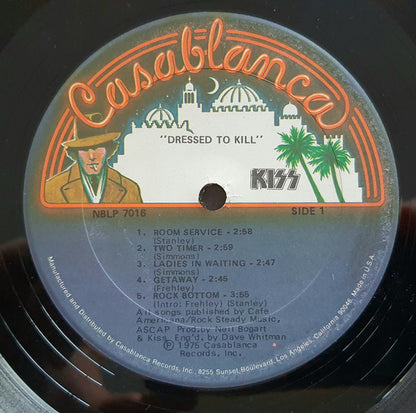 Casablanca
"DRESSED TO KILL"
KISS
NBLP 7016
SIDE 1
1. ROOM SERVICE - 2:58
(Stanley)
2. TWO TIMER - 2:59
(Simmons)
3. LADIES IN WAITING - 2:47
(Simmons)
4. GETAWAY - 2:45
(Frehley)
5. ROCK BOTTOM - 3:55
(Intro: Frehley) (Stanley)
All songs published by Cafe
Americana/Rock Steady Music.
ASCAP Prod. by Neil Bogart
& Kiss. Eng'd. by Dave Whitman
Ⓟ 1975 Casablanca
Records, Inc.
Manufactured and Distributed by Casablanca Records, Inc., 8255 Sunset Boulevard, Los Angeles, California 90046, Made in U.S.A.